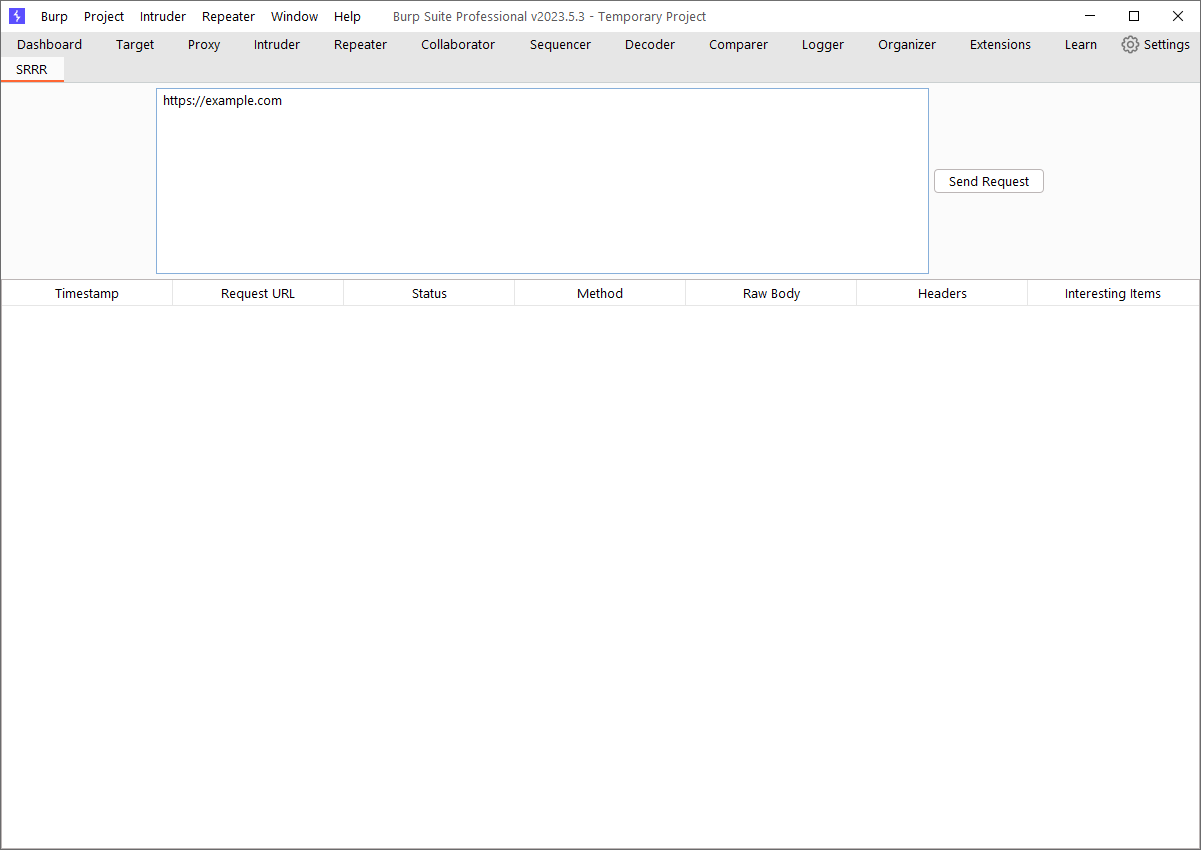 Burp Project Intruder Repeater Window Help Burp Suite Professional v2023.5.3 - Temporary Project
Dashboard Target Proxy Intruder Repeater Collaborator Sequencer Decoder Comparer Logger Organizer Extensions Learn Settings
SRRR
https://example.com
Send Request
Timestamp Request URL Status Method Raw Body Headers Interesting Items